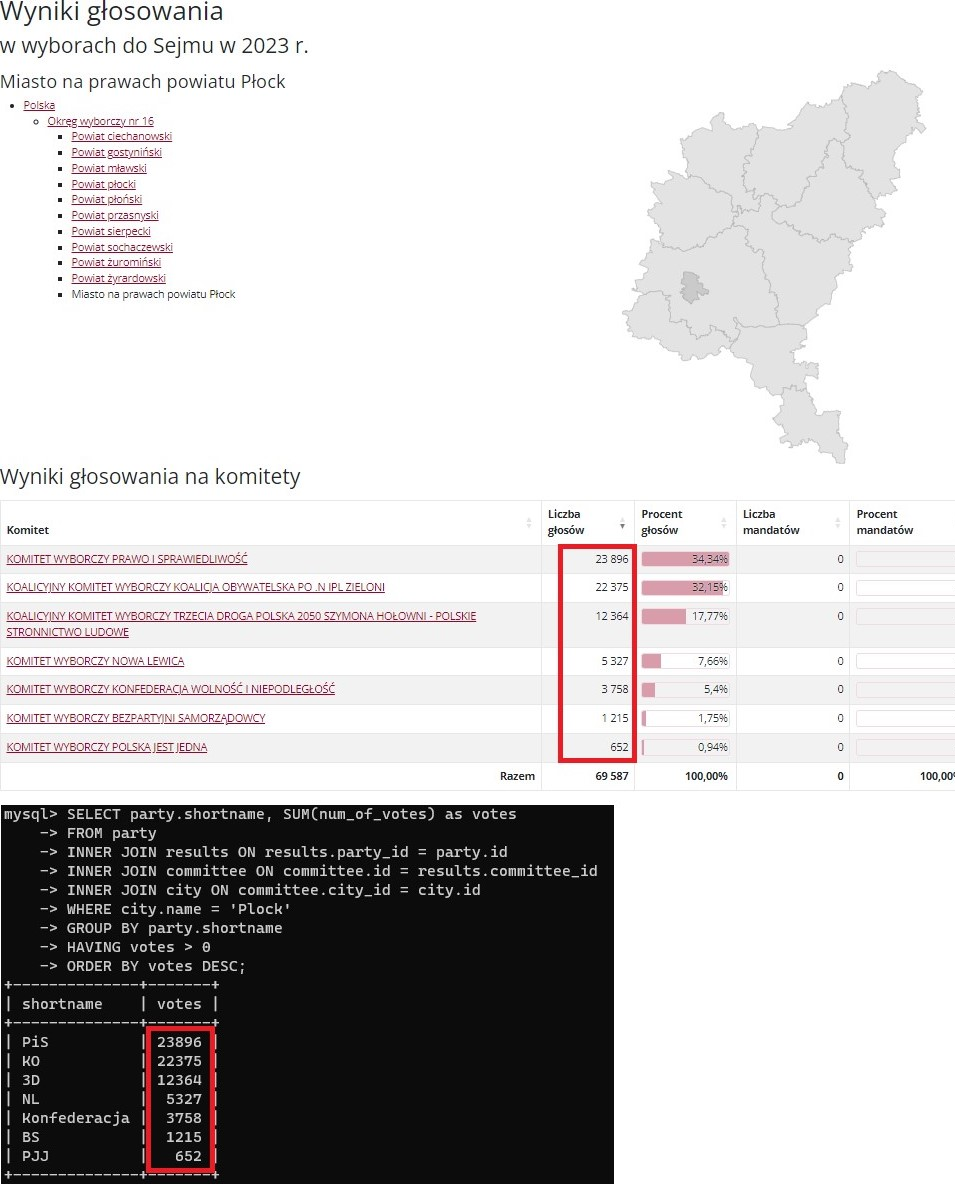 Wyniki głosowania
w wyborach do Sejmu w 2023 r.
Miasto na prawach powiatu Płock
Polska
Okręg wyborczy nr 16
Powiat ciechanowski
Powiat gostyniński
Powiat mławski
Powiat płocki
Powiat płoński
Powiat przasnyski
Powiat sierpecki
Powiat sochaczewski
Powiat żuromiński
Powiat żyrardowski
Miasto na prawach powiatu Płock
Wyniki głosowania na komitety
Komitet Liczba głosów Procent głosów Liczba mandatów Procent mandatów
KOMITET WYBORCZY PRAWO I SPRAWIEDLIWOŚĆ 23 896 34,34% 0
KOALICYJNY KOMITET WYBORCZY KOALICJA OBYWATELSKA PO .N IPL ZIELONI 22 375 32,15% 0
KOALICYJNY KOMITET WYBORCZY TRZECIA DROGA POLSKA 2050 SZYMONA HOŁOWNI - POLSKIE 12 364 17,77% 0
STRONNICTWO LUDOWE
KOMITET WYBORCZY NOWA LEWICA 5 327 7,66% 0
KOMITET WYBORCZY KONFEDERACJA WOLNOŚĆ I NIEPODLEGŁOŚĆ 3 758 5,4% 0
KOMITET WYBORCZY BEZPARTYJNI SAMORZĄDOWCY 1 215 1,75% 0
KOMITET WYBORCZY POLSKA JEST JEDNA 652 0,94% 0
Razem 69 587 100,00% 0 100,00%
mysql> SELECT party.shortname, SUM(num_of_votes) as votes
-> FROM party
-> INNER JOIN results ON results.party_id = party.id
-> INNER JOIN committee ON committee.id = results.committee_id
-> INNER JOIN city ON committee.city_id = city.id
-> WHERE city.name = 'Plock'
-> GROUP BY party.shortname
-> HAVING votes > 0
-> ORDER BY votes DESC;
+--------------+-------+
| shortname | votes |
+--------------+-------+
| PiS | 23896 |
| KO | 22375 |
| 3D | 12364 |
| NL | 5327 |
| Konfederacja | 3758 |
| BS | 1215 |
| PJJ | 652 |
+--------------+-------+